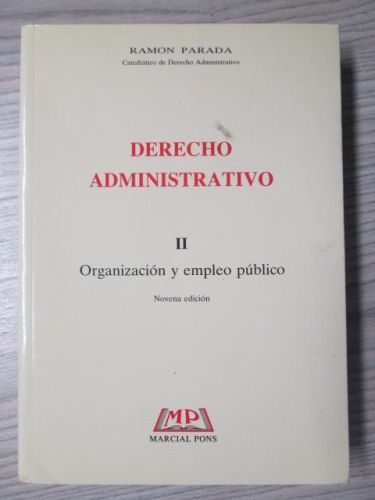 RAMON PARADA
Catedrático de Derecho Administrativo
DERECHO
ADMINISTRATIVO
II
Organización y empleo público
Novena edición
MP
MARCIAL PONS